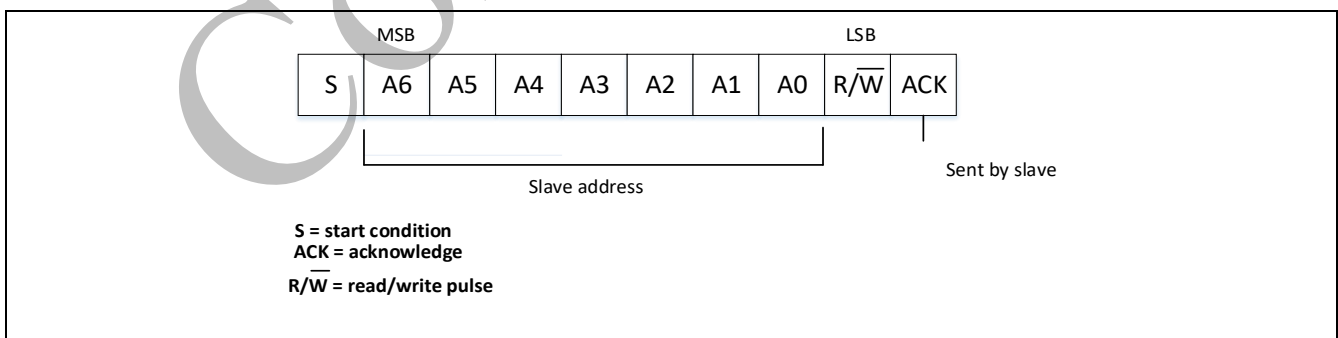 MSB LSB
S A6 A5 A4 A3 A2 A1 A0 R/W̅ ACK
Slave address
Sent by slave
S = start condition
ACK = acknowledge
R/W̅ = read/write pulse